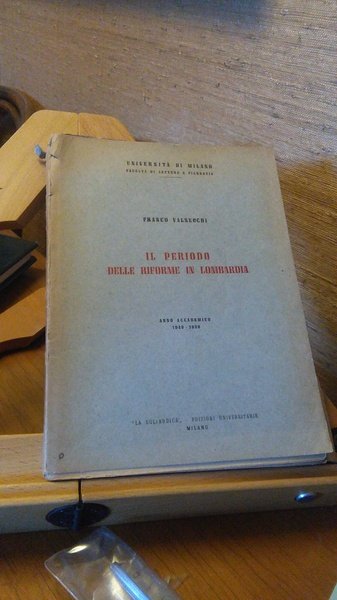 UNIVERSITÀ DI MILANO
FACOLTÀ DI LETTERE E FILOSOFIA
FRANCO VALSECCHI
IL PERIODO
DELLE RIFORME IN LOMBARDIA
ANNO ACCADEMICO
1949 - 1950
"LA GOLIARDICA", EDIZIONI UNIVERSITARIE
MILANO